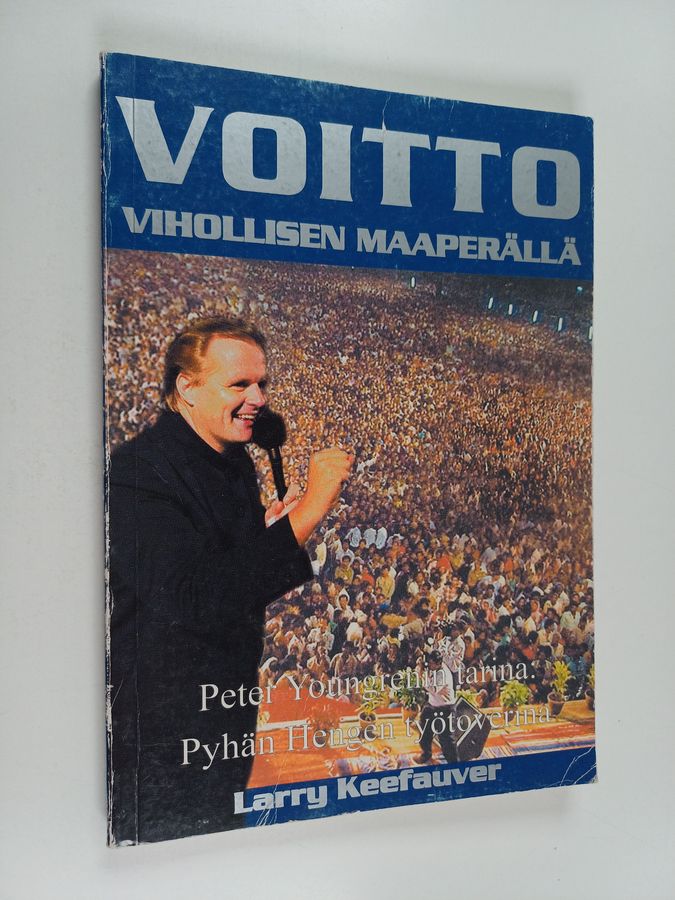 VOITTO
VIHOLLISEN MAAPERÄLLÄ
Peter Youngrenin tarina.
Pyhän Hengen työtoverina
Larry Keefauver